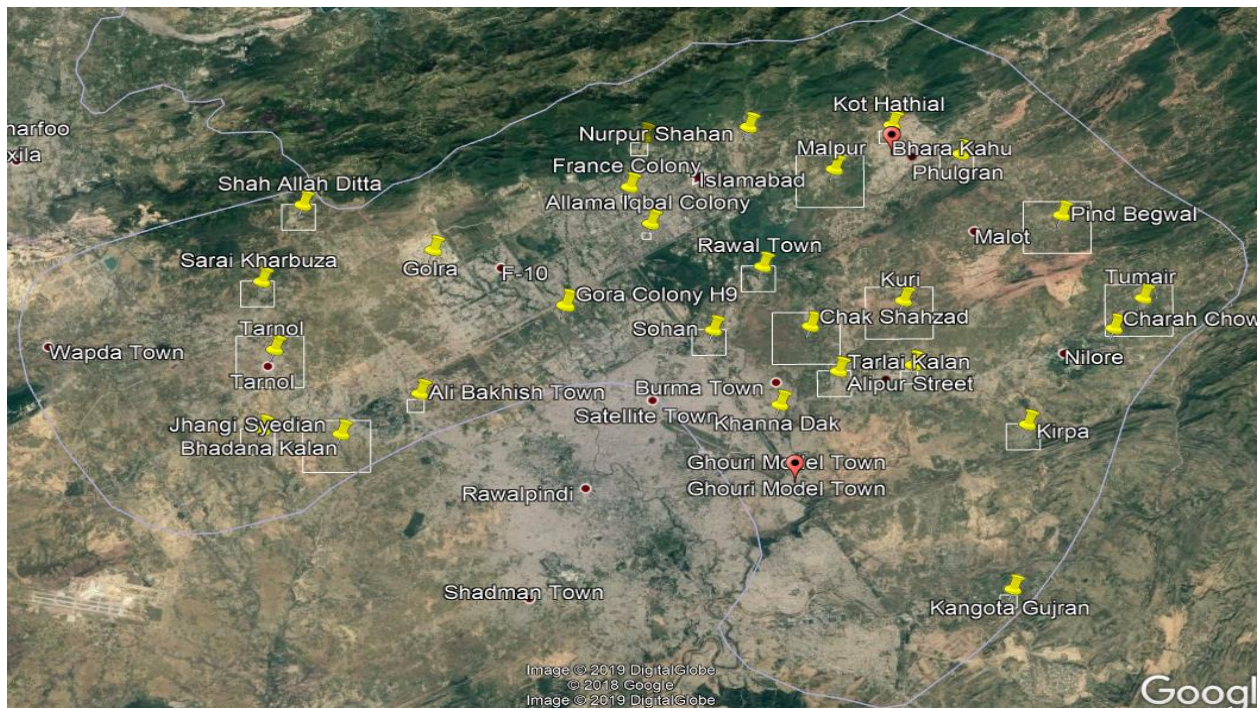 Kot Hathial
Nurpur Shahan
Bhara Kahu
Malpur
France Colony
Phulgran
Islamabad
Shah Allah Ditta
Allama Iqbal Colony
Pind Begwal
Malot
Rawal Town
Sarai Kharbuza
Golra
F-10
Kuri
Tumair
Gora Colony H9
Chak Shahzad
Charah Chow
Sohan
Tarnol
Wapda Town
Nilore
Tarlai Kalan
Tarnol
Alipur Street
Burma Town
Ali Bakhish Town
Satellite Town
Khanna Dak
Jhangi Syedian
Kirpa
Bhadana Kalan
Ghouri Model Town
Ghouri Model Town
Rawalpindi
Shadman Town
Kangota Gujran
Image © 2019 DigitalGlobe
© 2018 Google
Image © 2019 DigitalGlobe
Googl